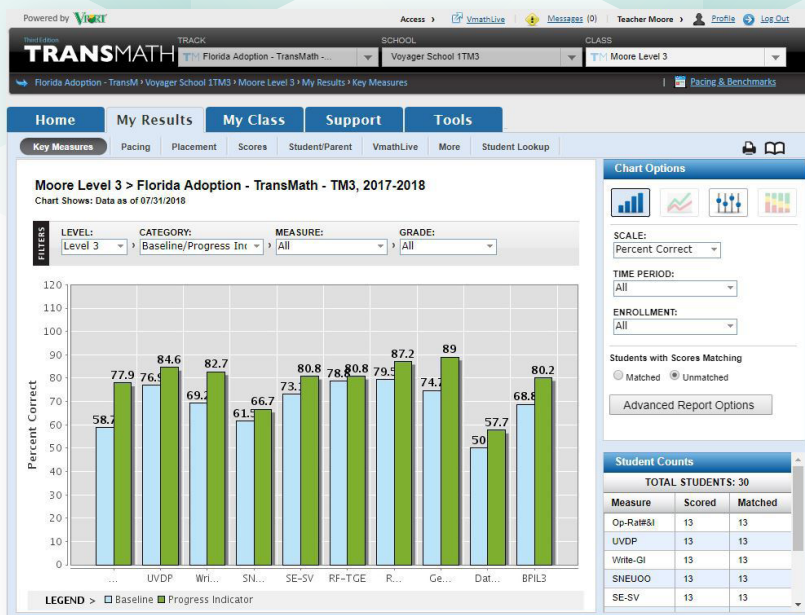 Powered by VPORT
Access › VmathLive Messages (0) Teacher Moore › Profile Log Out
Third Edition
TRANSMATH
TRACK
TM Florida Adoption - TransMath -...
SCHOOL
Voyager School 1TM3
CLASS
TM Moore Level 3
Florida Adoption - TransM › Voyager School 1TM3 › Moore Level 3 › My Results › Key Measures
| Pacing & Benchmarks
Home My Results My Class Support Tools
Key Measures Pacing Placement Scores Student/Parent VmathLive More Student Lookup
Moore Level 3 > Florida Adoption - TransMath - TM3, 2017-2018
Chart Shows: Data as of 07/31/2018
FILTERS
LEVEL: CATEGORY: MEASURE: GRADE:
Level 3 › Baseline/Progress Inc › All › All
Percent Correct
120
110
100
90
80
70
60
50
40
30
20
10
0
58.7 77.9 76.9 84.6 69.2 82.7 61.5 66.7 73.1 80.8 78.8 80.8 79.5 87.2 74.7 89 50 57.7 68.8 80.2
... UVDP Wri... SN... SE-SV RF-TGE R... Ge... Dat... BPIL3
LEGEND > Baseline Progress Indicator
Chart Options
SCALE:
Percent Correct
TIME PERIOD:
All
ENROLLMENT:
All
Students with Scores Matching
Matched Unmatched
Advanced Report Options
Student Counts
TOTAL STUDENTS: 30
Measure Scored Matched
Op-Rat#&I 13 13
UVDP 13 13
Write-GI 13 13
SNEUOO 13 13
SE-SV 13 13